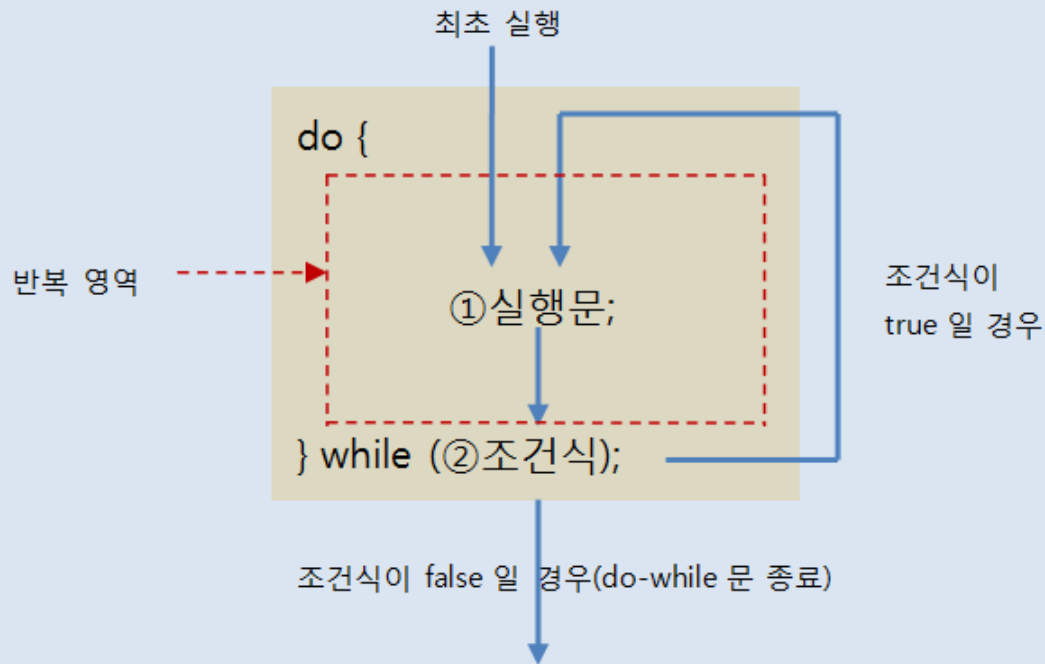 최초 실행
do {
반복 영역
①실행문;
조건식이
true 일 경우
} while (②조건식);
조건식이 false 일 경우(do-while 문 종료)